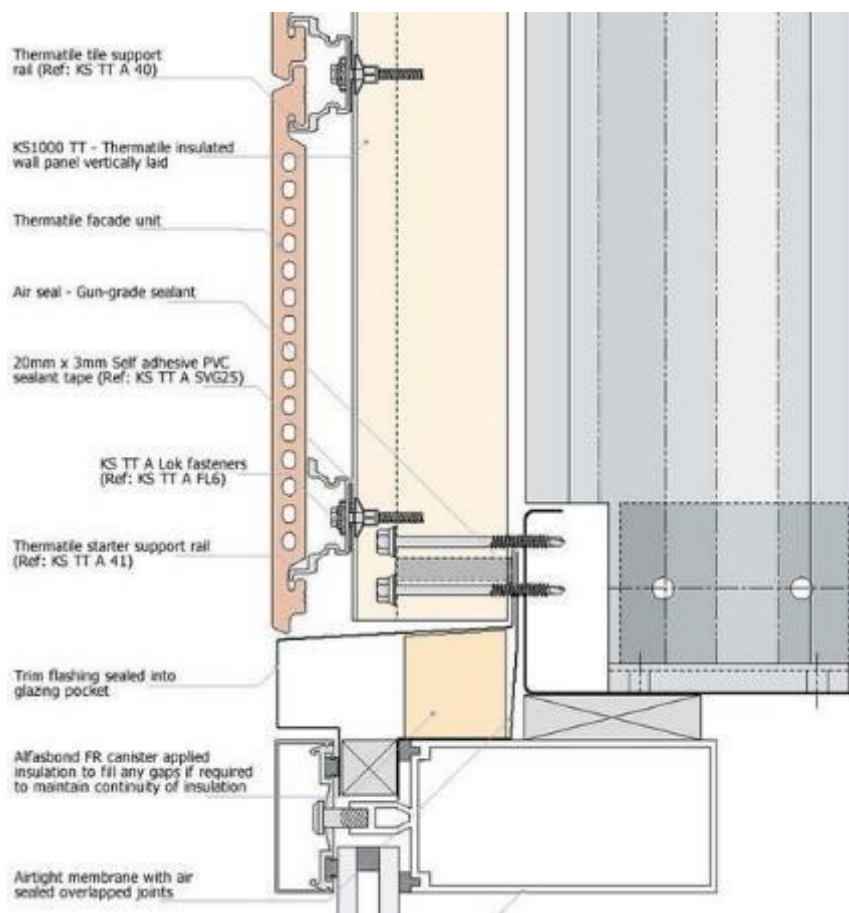 Thermatile tile support
rail (Ref: KS TT A 40)
KS1000 TT - Thermatile insulated
wall panel vertically laid
Thermatile facade unit
Air seal - Gun-grade sealant
20mm x 3mm Self adhesive PVC
sealant tape (Ref: KS TT A SVG25)
KS TT A Lok fasteners
(Ref: KS TT A FL6)
Thermatile starter support rail
(Ref: KS TT A 41)
Trim flashing sealed into
glazing pocket
Alfasbond FR canister applied
insulation to fill any gaps if required
to maintain continuity of insulation
Airtight membrane with air
sealed overlapped joints